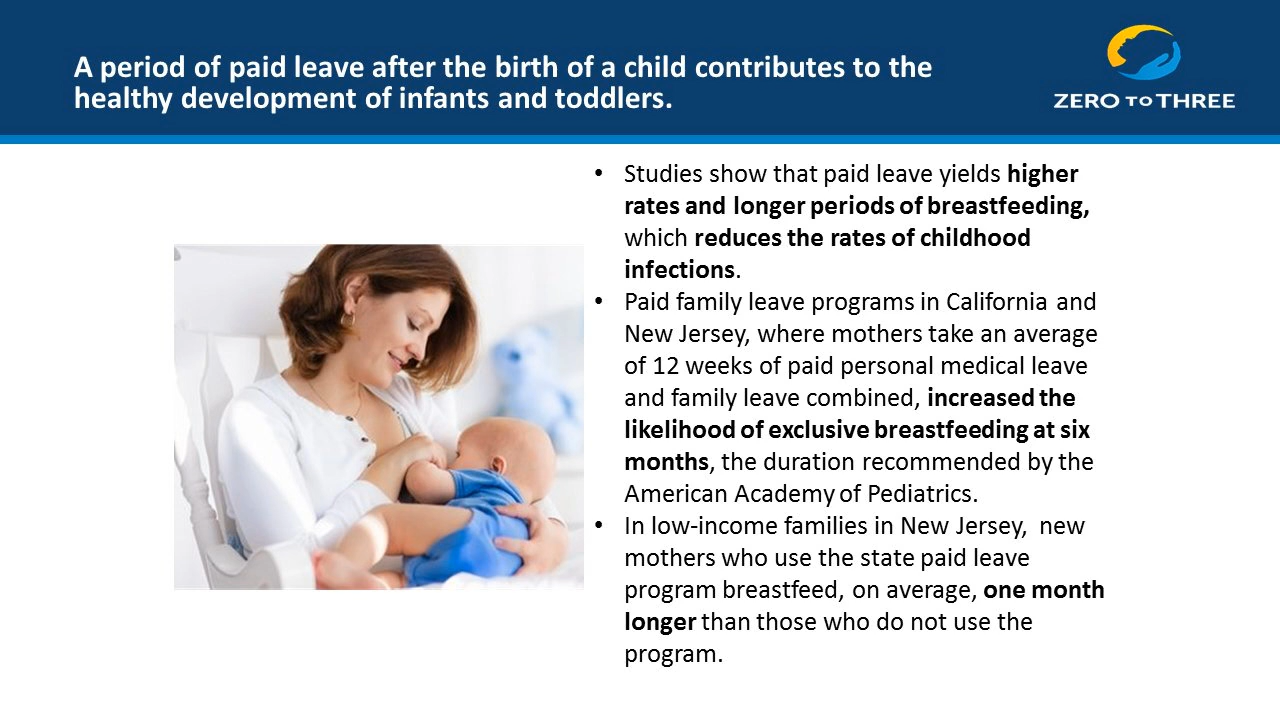 A period of paid leave after the birth of a child contributes to the
healthy development of infants and toddlers.
ZERO TO THREE
• Studies show that paid leave yields higher
rates and longer periods of breastfeeding,
which reduces the rates of childhood
infections.
• Paid family leave programs in California and
New Jersey, where mothers take an average
of 12 weeks of paid personal medical leave
and family leave combined, increased the
likelihood of exclusive breastfeeding at six
months, the duration recommended by the
American Academy of Pediatrics.
• In low-income families in New Jersey,  new
mothers who use the state paid leave
program breastfeed, on average, one month
longer than those who do not use the
program.